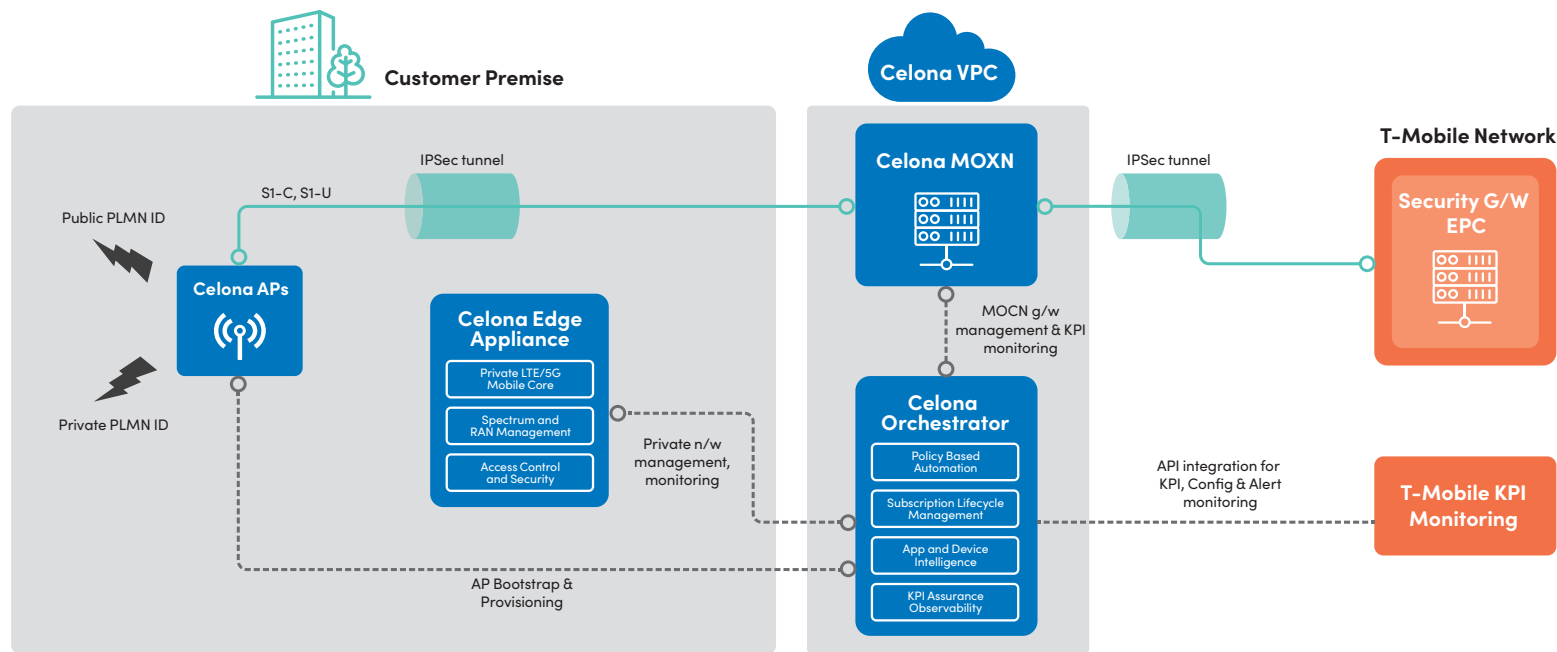 Customer Premise
Celona VPC
T-Mobile Network
IPSec tunnel
S1-C, S1-U
Public PLMN ID
Celona APs
Private PLMN ID
Celona Edge
Appliance
Private LTE/5G
Mobile Core
Spectrum and
RAN Management
Access Control
and Security
Private n/w
management,
monitoring
AP Bootstrap &
Provisioning
Celona MOXN
MOCN g/w
management & KPI
monitoring
Celona
Orchestrator
Policy Based
Automation
Subscription Lifecycle
Management
App and Device
Intelligence
KPI Assurance
Observability
IPSec tunnel
Security G/W
EPC
API integration for
KPI, Config & Alert
monitoring
T-Mobile KPI
Monitoring